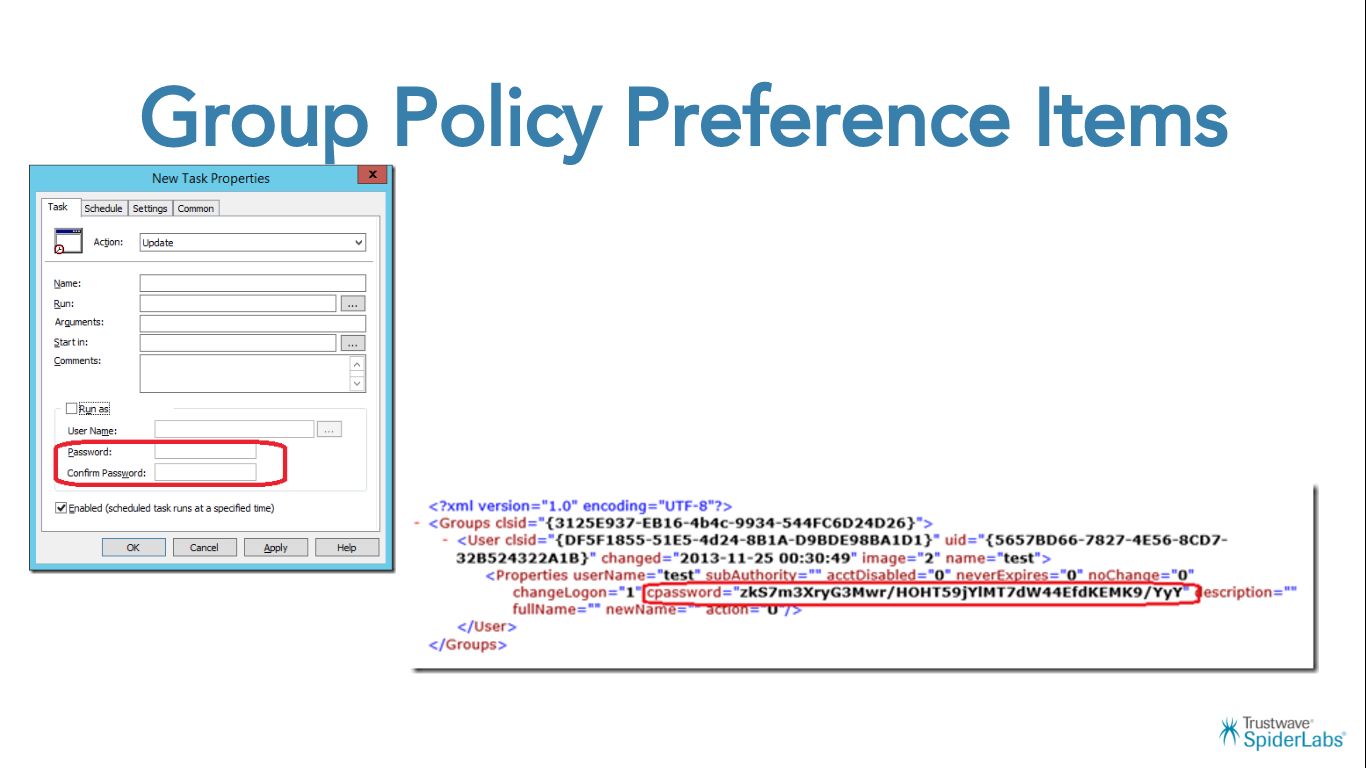 Group Policy Preference Items
New Task Properties
x
Task Schedule Settings Common
Action: Update
Name:
Run: ...
Arguments:
Start in: ...
Comments:
Run as
User Name: ...
Password:
Confirm Password:
Enabled (scheduled task runs at a specified time)
OK Cancel Apply Help
<?xml version="1.0" encoding="UTF-8"?>
- <Groups clsid="{3125E937-EB16-4b4c-9934-544FC6D24D26}">
- <User clsid="{DF5F1855-51E5-4d24-8B1A-D9BDE98BA1D1}" uid="{5657BD66-7827-4E56-8CD7-
32B524322A1B}" changed="2013-11-25 00:30:49" image="2" name="test">
<Properties userName="test" subAuthority="" acctDisabled="0" neverExpires="0" noChange="0"
changeLogon="1" cpassword="zkS7m3XryG3Mwr/HOHT59jYlMT7dW44EfdKEMK9/YyY" description=""
fullName="" newName="" action="U"/>
</User>
</Groups>
Trustwave®
SpiderLabs®